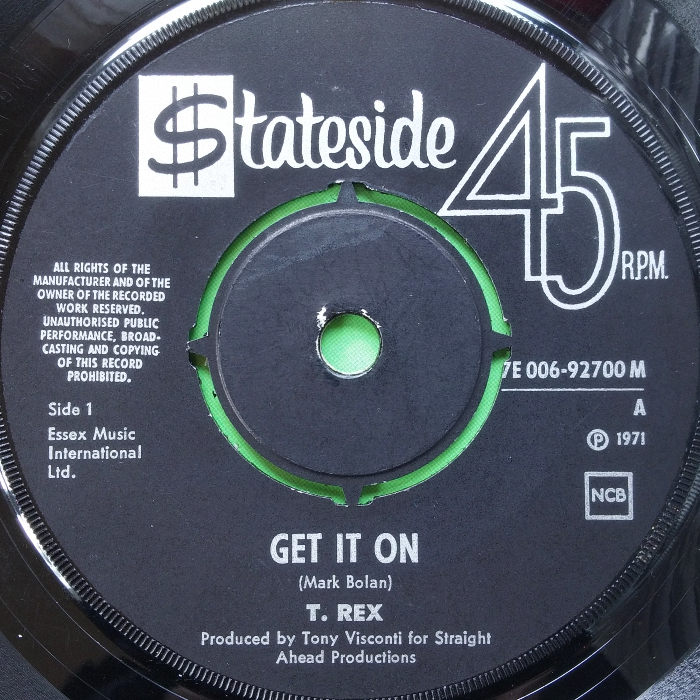 $tateside 45
R.P.M.
ALL RIGHTS OF THE
MANUFACTURER AND OF THE
OWNER OF THE RECORDED
WORK RESERVED.
UNAUTHORISED PUBLIC
PERFORMANCE, BROAD-
CASTING AND COPYING
OF THIS RECORD
PROHIBITED.
7E 006-92700 M
A
Ⓟ 1971
Side 1
Essex Music
International
Ltd.
NCB
GET IT ON
(Mark Bolan)
T. REX
Produced by Tony Visconti for Straight
Ahead Productions